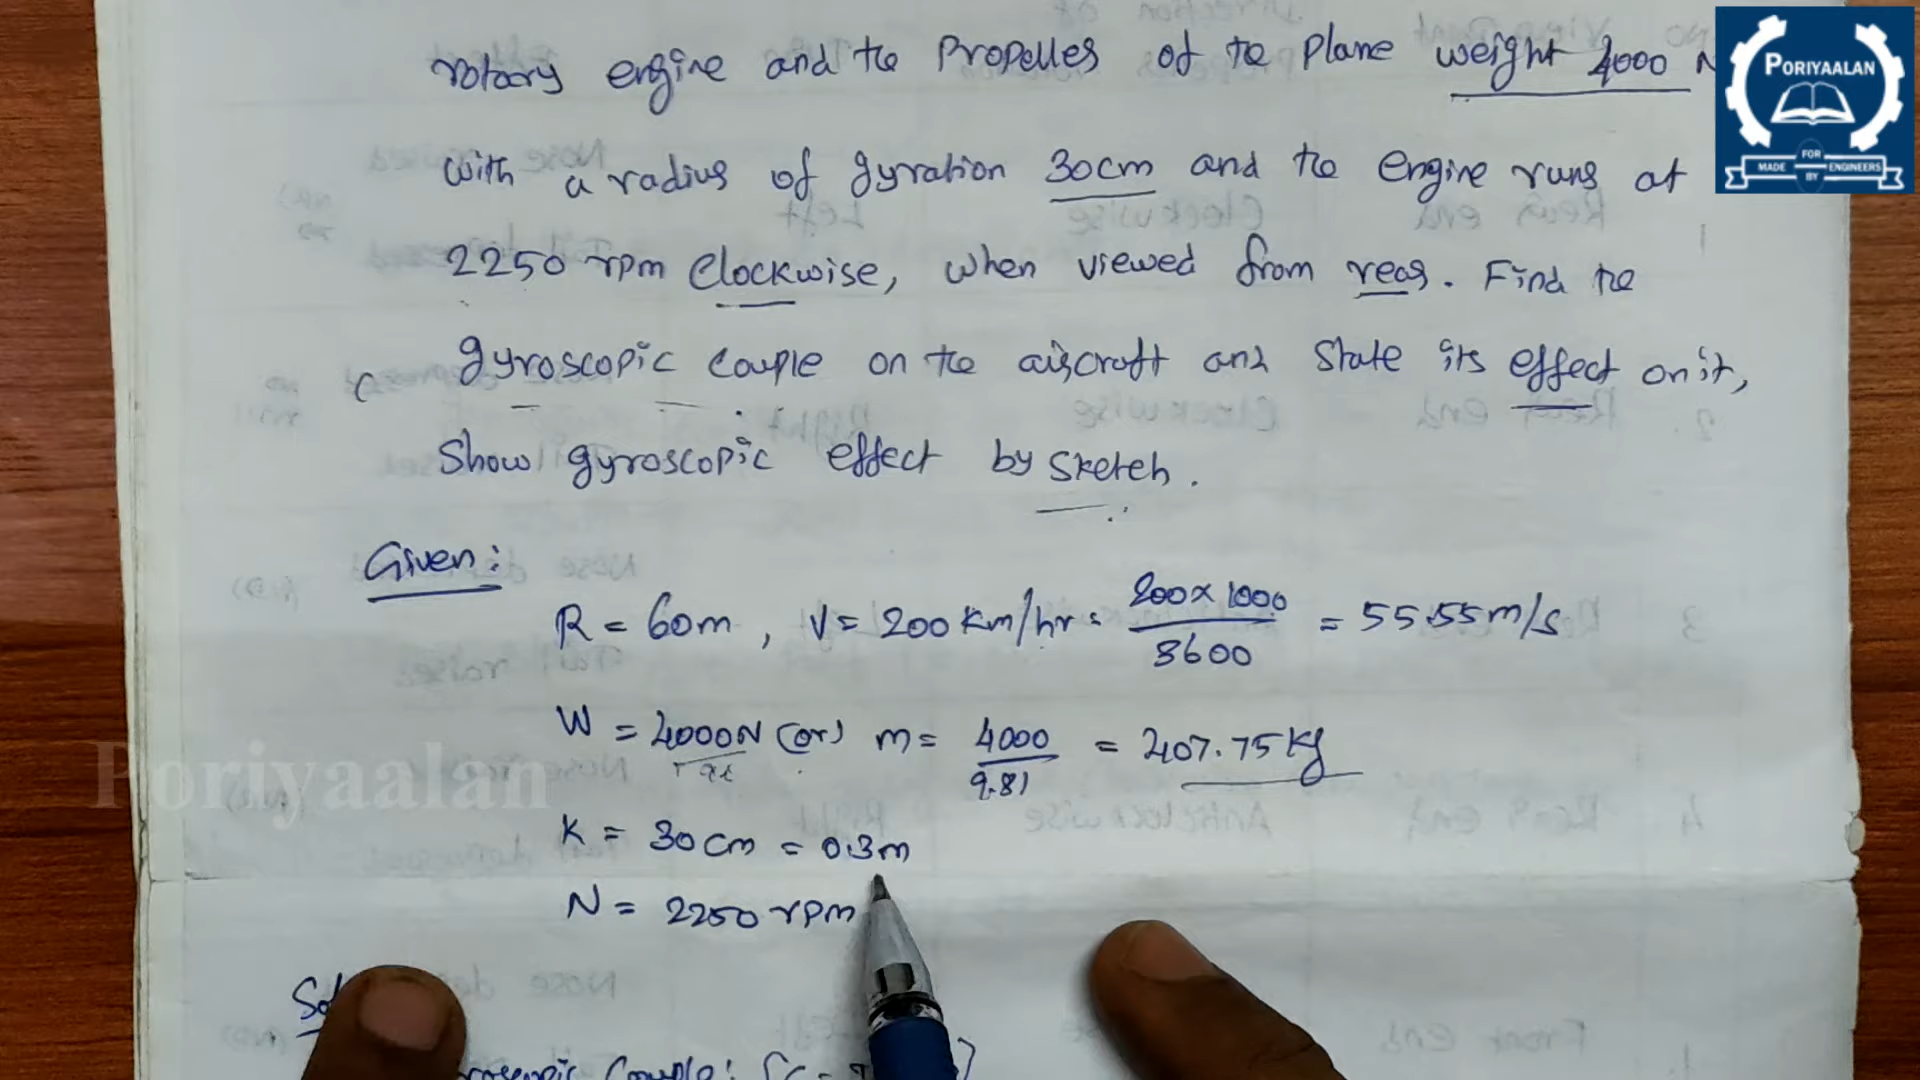 rotary engine and the Propeller of the Plane weight 4000 N
PORIYAALAN
MADE FOR BY ENGINEERS
with a radius of gyration 30cm and the engine runs at
2250 rpm Clockwise, when viewed from rear. Find the
gyroscopic couple on the aircraft and state its effect on it,
Show gyroscopic effect by sketch.
Given:
R = 60m, V = 200 Km/hr = 200 x 1000 / 3600 = 55.55 m/s
W = 4000N (or) m = 4000 / 9.81 = 407.75 Kg
Poriyaalan
K = 30 cm = 0.3m
N = 2250 rpm
Couple: